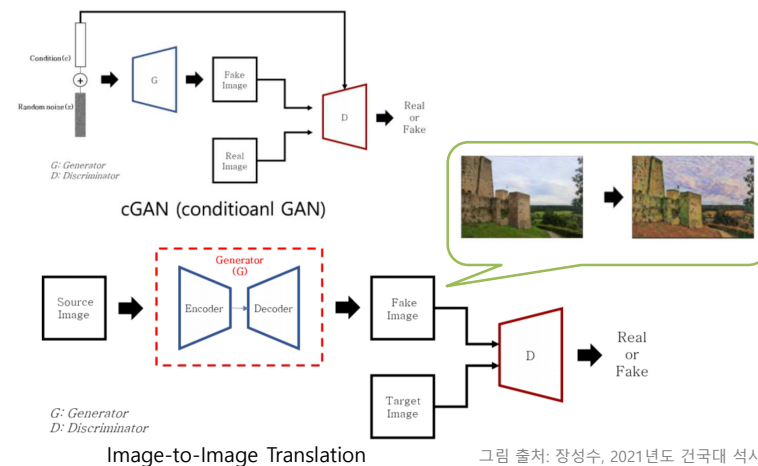 Condition(c)
+
Random noise(z)
G
Fake
Image
Real
Image
D
Real
or
Fake
G: Generator
D: Discriminator
cGAN (conditioanl GAN)
Source
Image
Generator
(G)
Encoder
Decoder
Fake
Image
Target
Image
D
Real
or
Fake
G: Generator
D: Discriminator
Image-to-Image Translation
그림 출처: 장성수, 2021년도 건국대 석사